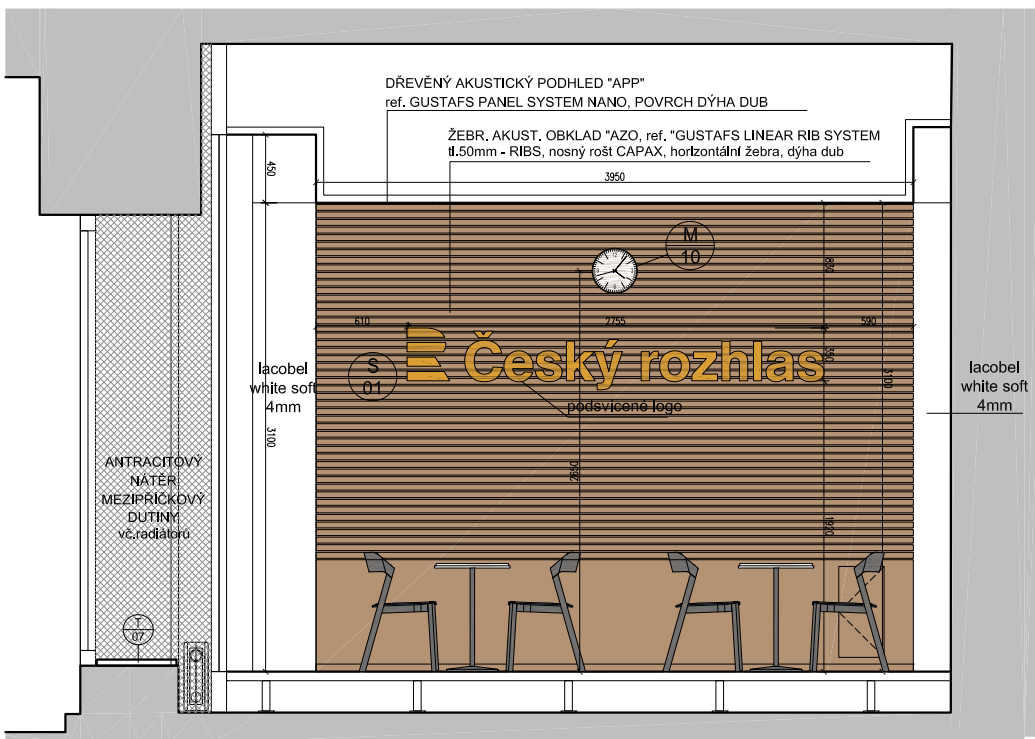 DŘEVĚNÝ AKUSTICKÝ PODHLED "APP"
ref. GUSTAFS PANEL SYSTEM NANO, POVRCH DÝHA DUB
ŽEBR. AKUST. OBKLAD "AZO, ref. "GUSTAFS LINEAR RIB SYSTEM
tl.50mm - RIBS, nosný rošt CAPAX, horizontální žebra, dýha dub
450
3950
M
10
830
610
2755
590
Český rozhlas
350
S
01
3100
podsvícené logo
lacobel
white soft
4mm
lacobel
white soft
4mm
3100
2650
1920
ANTRACITOVÝ
NÁTĚR
MEZIPŘÍČKOVÝ
DUTINY
vč.radiátorů
T
07